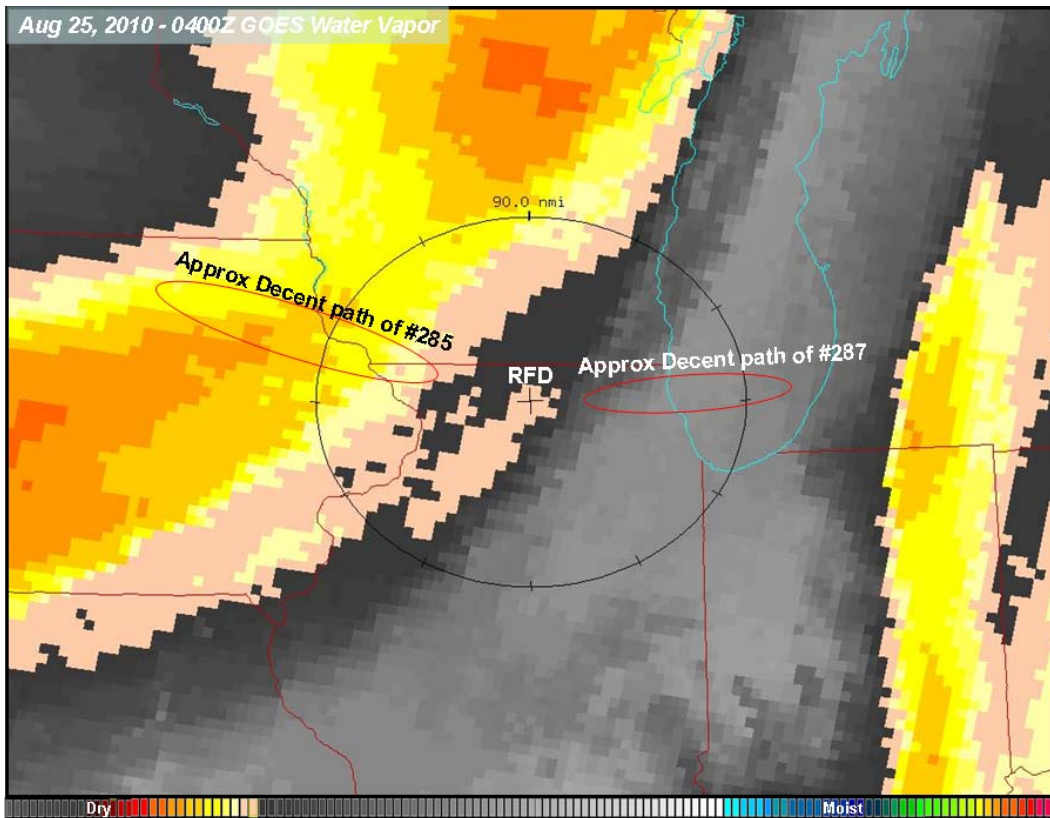 Aug 25, 2010 - 0400Z GOES Water Vapor
90.0 nmi
Approx Decent path of #285
Approx Decent path of #287
RFD
Dry
Moist